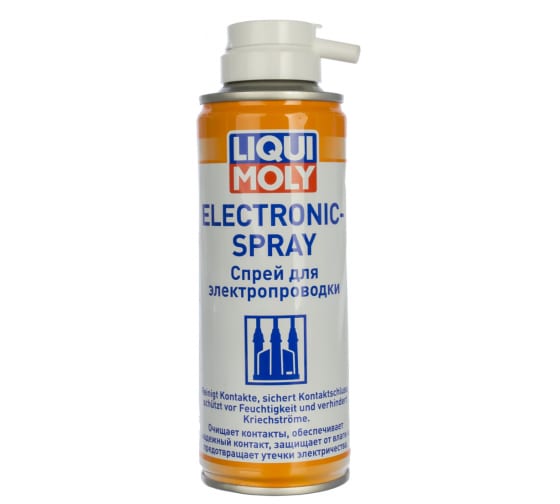 LIQUI
MOLY
ELECTRONIC-
SPRAY
Спрей для
электропроводки
Reinigt Kontakte, sichert Kontaktschluss,
schützt vor Feuchtigkeit und verhindert
Kriechströme.
Очищает контакты, обеспечивает
надежный контакт, защищает от влаги
предотвращает утечки электричества.